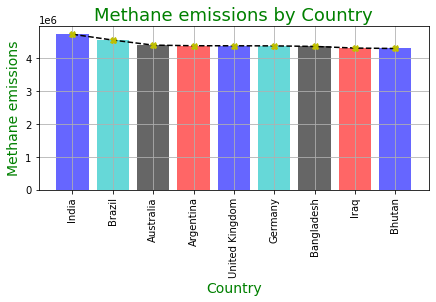 Methane emissions by Country
1e6
Methane emissions
4
3
2
1
0
India
Brazil
Australia
Argentina
United Kingdom
Germany
Bangladesh
Iraq
Bhutan
Country